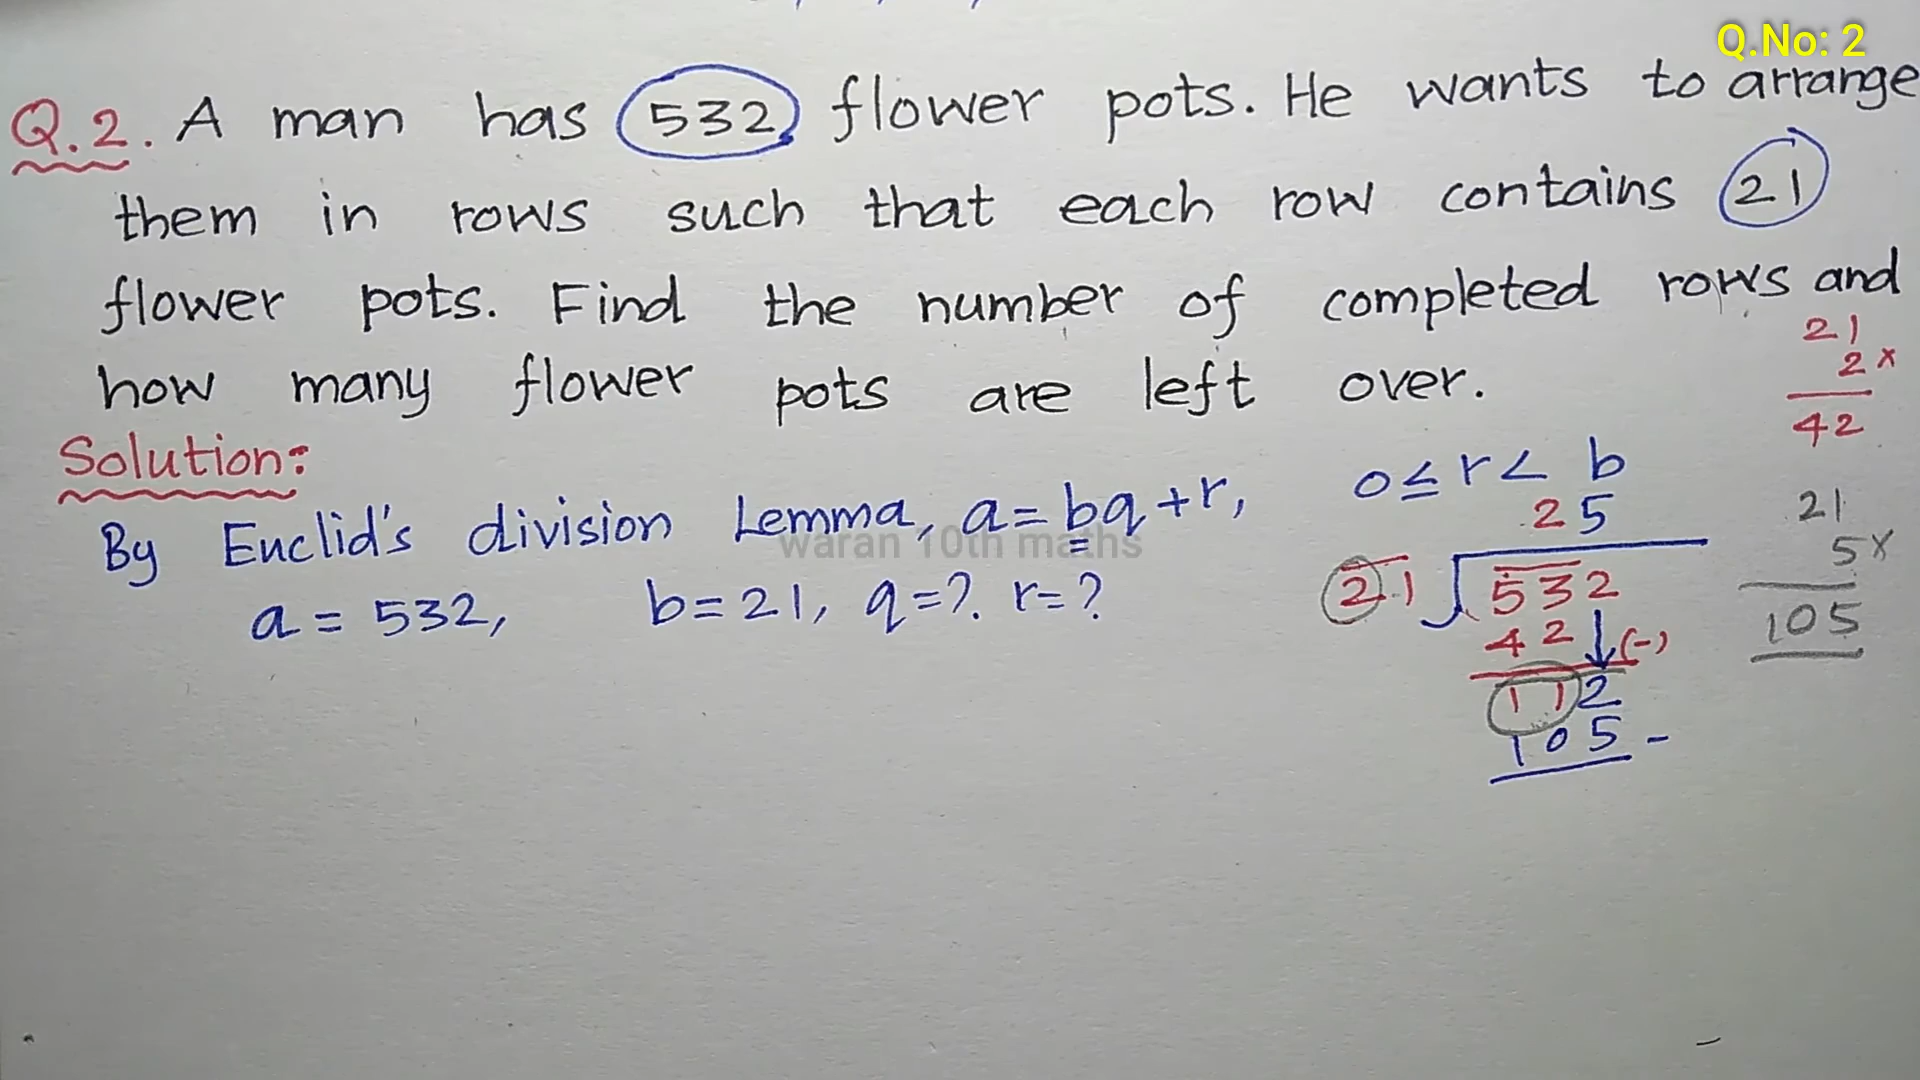 Q.No: 2
Q.2. A man has 532 flower pots. He wants to arrange
them in rows such that each row contains 21
flower pots. Find the number of completed rows and
how many flower pots are left over.
21
2 ×
42
Solution:
By Euclid's division Lemma, a = bq + r, 0 ≤ r < b
waran 10th maths
a = 532, b = 21, q = ?. r = ?
25
21 532
42 (-)
112
105 -
21
5 ×
105